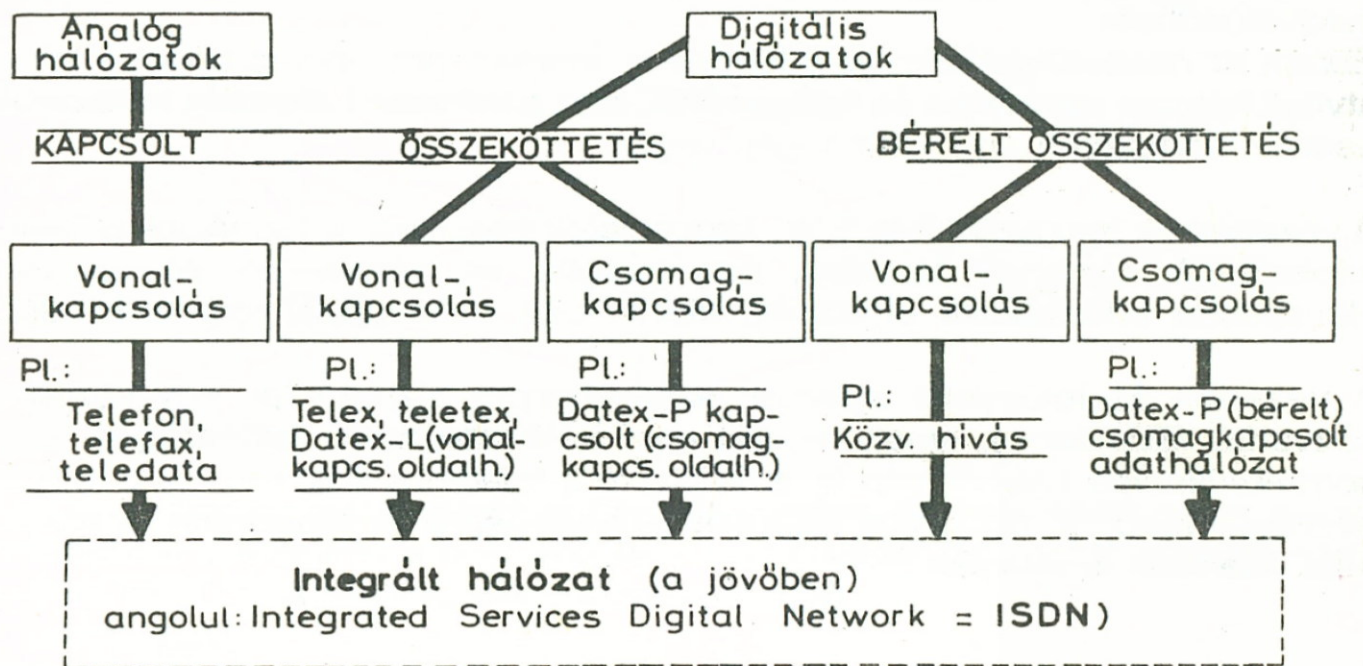 Analóg
hálózatok
Digitális
hálózatok
KAPCSOLT ÖSSZEKÖTTETÉS
BÉRELT ÖSSZEKÖTTETÉS
Vonal-
kapcsolás
Vonal-
kapcsolás
Csomag-
kapcsolás
Vonal-
kapcsolás
Csomag-
kapcsolás
Pl.:
Telefon,
telefax,
teledata
Pl.:
Telex, teletex,
Datex-L(vonal-
kapcs. oldalh.)
Pl.:
Datex-P kap-
csolt (csomag-
kapcs. oldalh.)
Pl.:
Közv. hívás
Pl.:
Datex-P (bérelt)
csomagkapcsolt
adathálózat
Integrált hálózat (a jövőben)
angolul: Integrated Services Digital Network = ISDN)